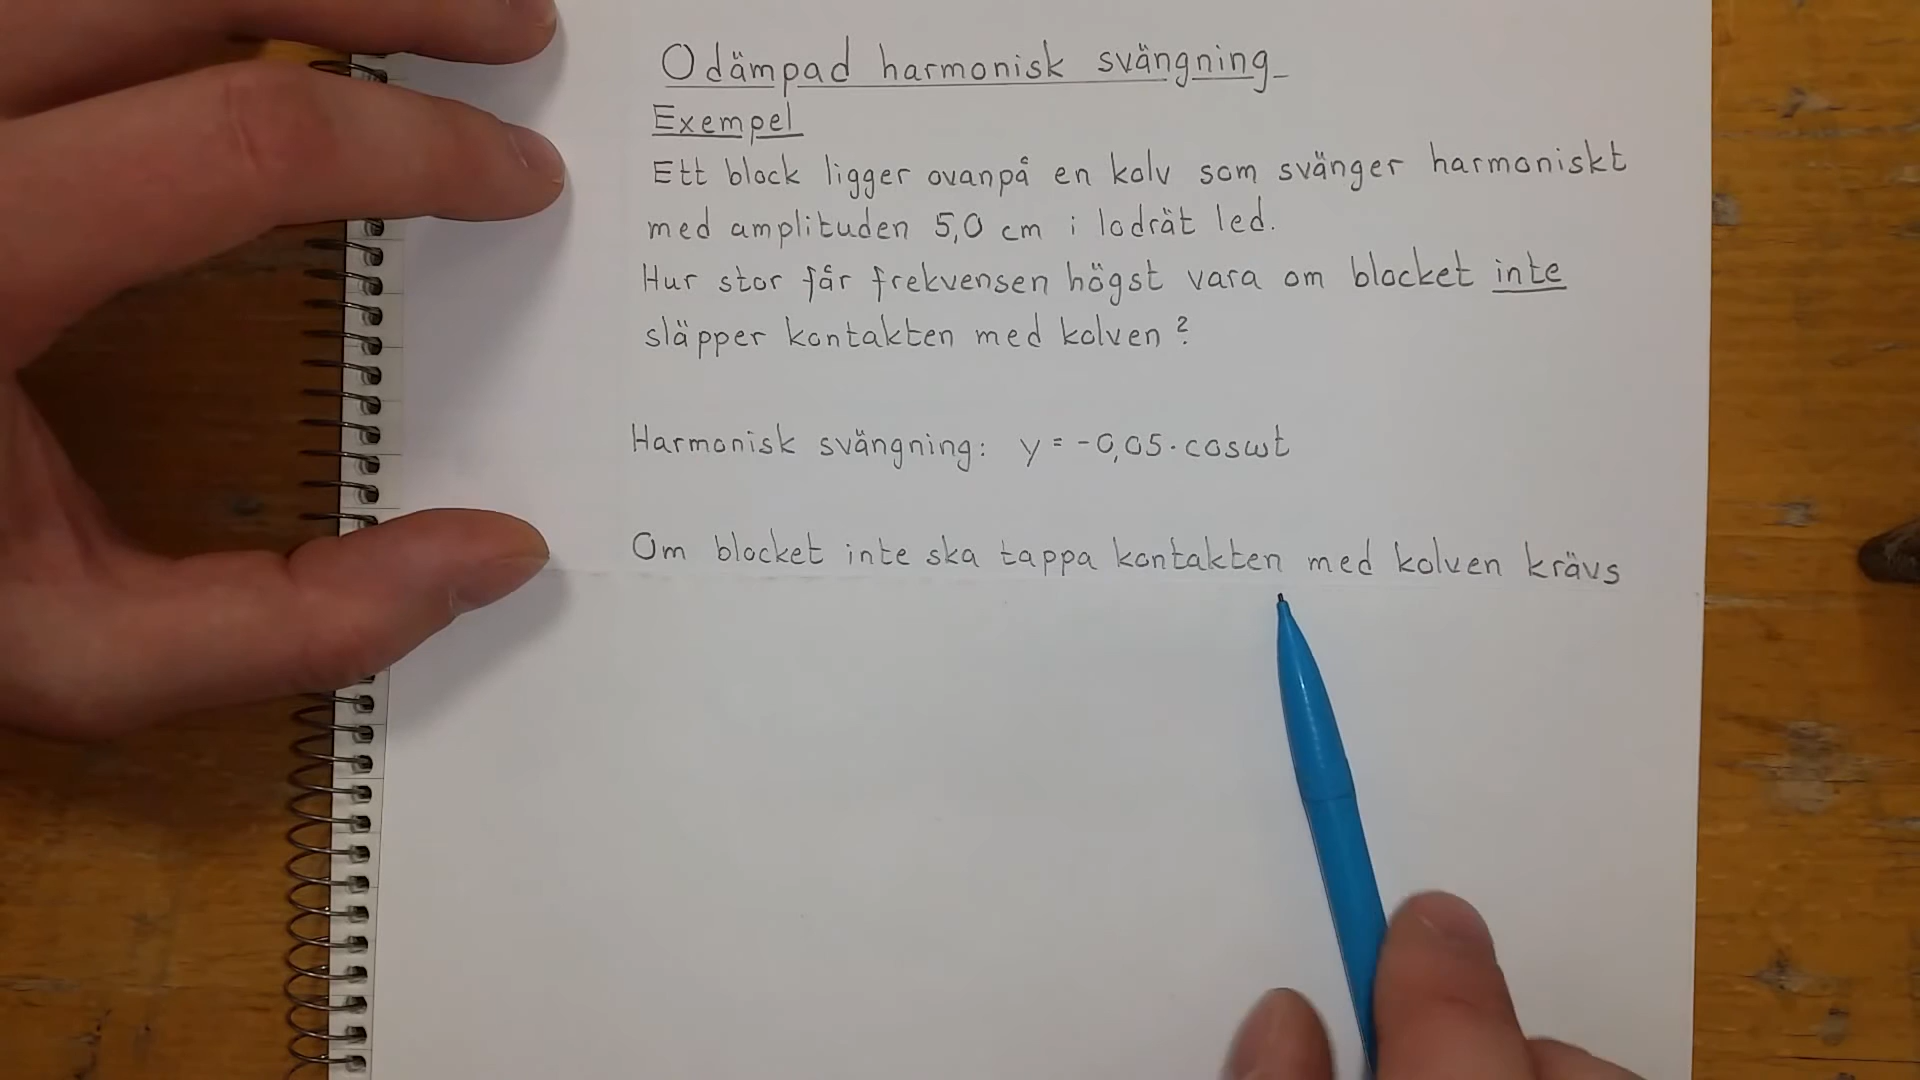 Odämpad harmonisk svängning
Exempel
Ett block ligger ovanpå en kolv som svänger harmoniskt
med amplituden 5,0 cm i lodrät led.
Hur stor får frekvensen högst vara om blocket inte
släpper kontakten med kolven?
Harmonisk svängning: y = -0,05 · cosωt
Om blocket inte ska tappa kontakten med kolven krävs